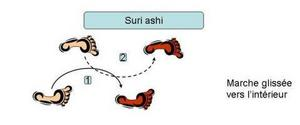 Suri ashi
2
1
Marche glissée
vers l'intérieur